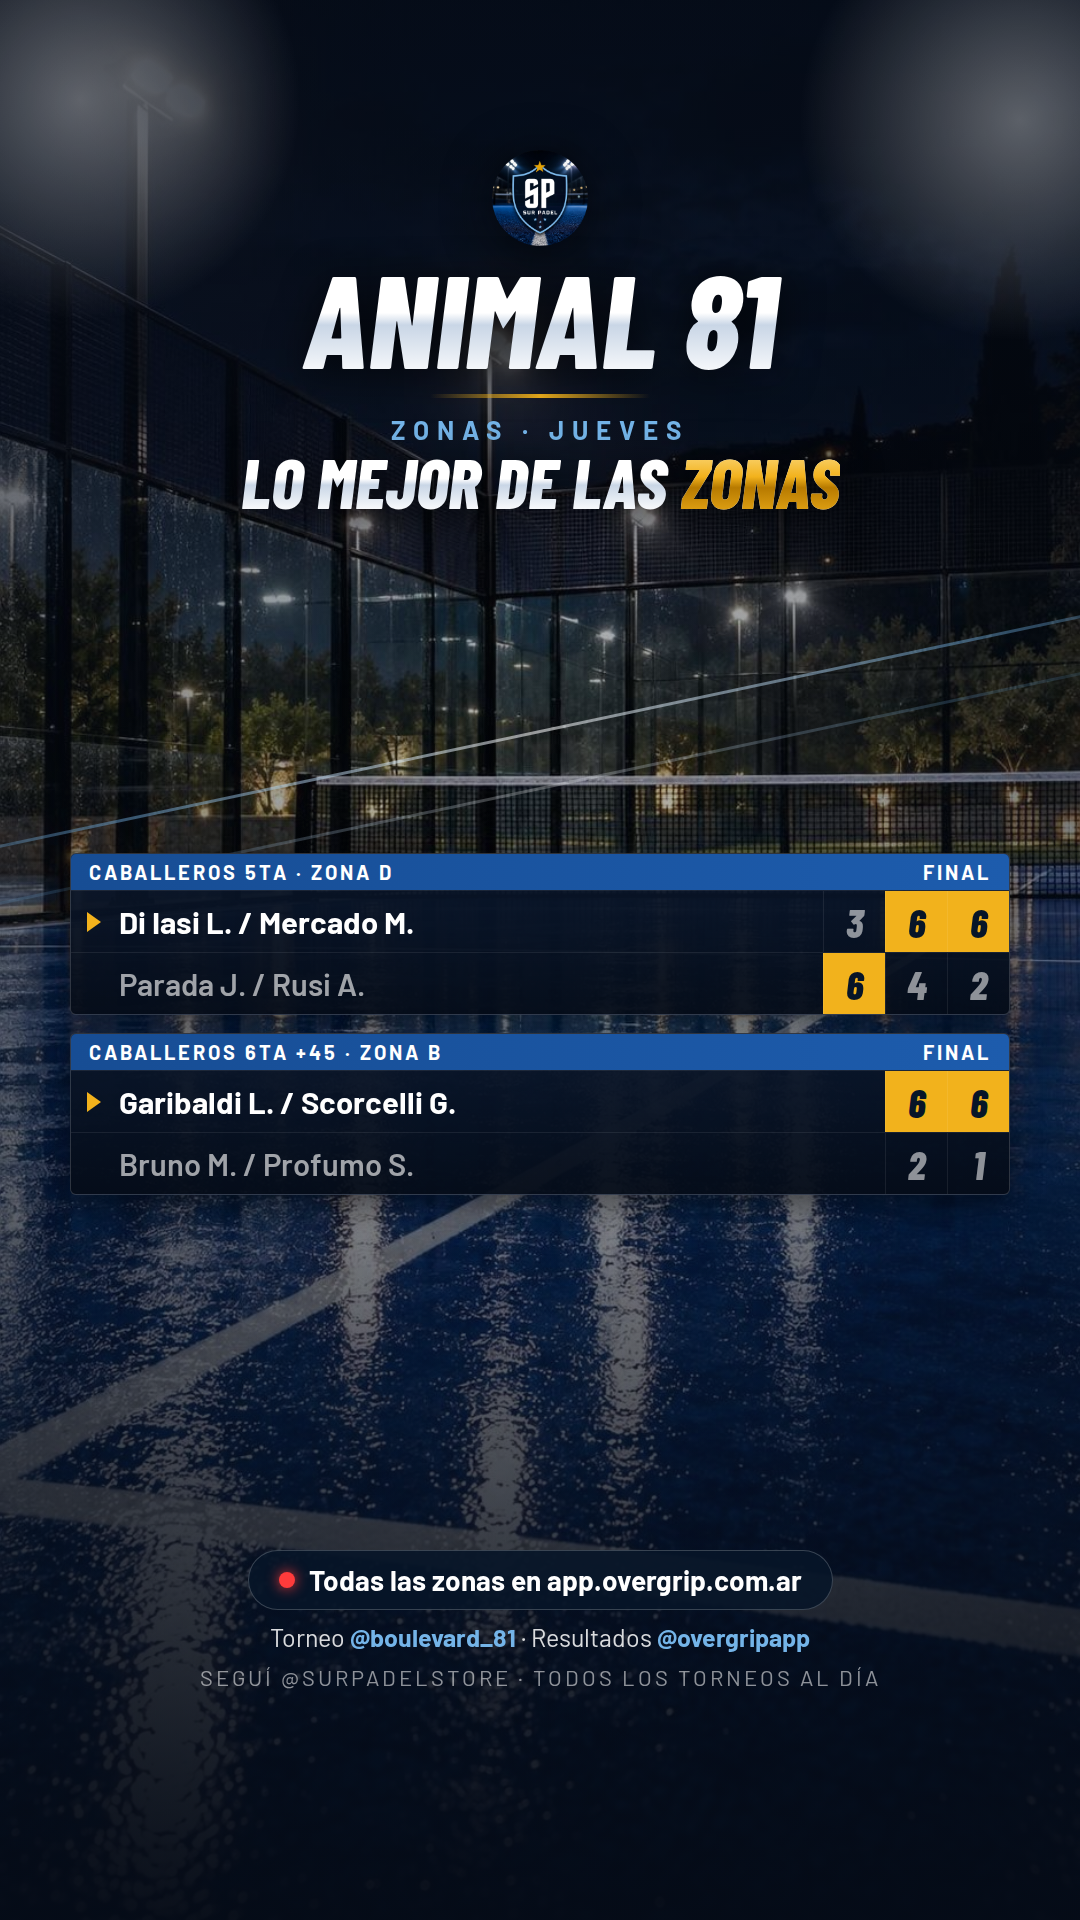 SP
SUR PADEL
ANIMAL 81
ZONAS · JUEVES
LO MEJOR DE LAS ZONAS
CABALLEROS 5TA · ZONA D FINAL
Di Iasi L. / Mercado M. 3 6 6
Parada J. / Rusi A. 6 4 2
CABALLEROS 6TA +45 · ZONA B FINAL
Garibaldi L. / Scorcelli G. 6 6
Bruno M. / Profumo S. 2 1
Todas las zonas en app.overgrip.com.ar
Torneo @boulevard_81 · Resultados @overgripapp
SEGUÍ @SURPADELSTORE · TODOS LOS TORNEOS AL DÍA